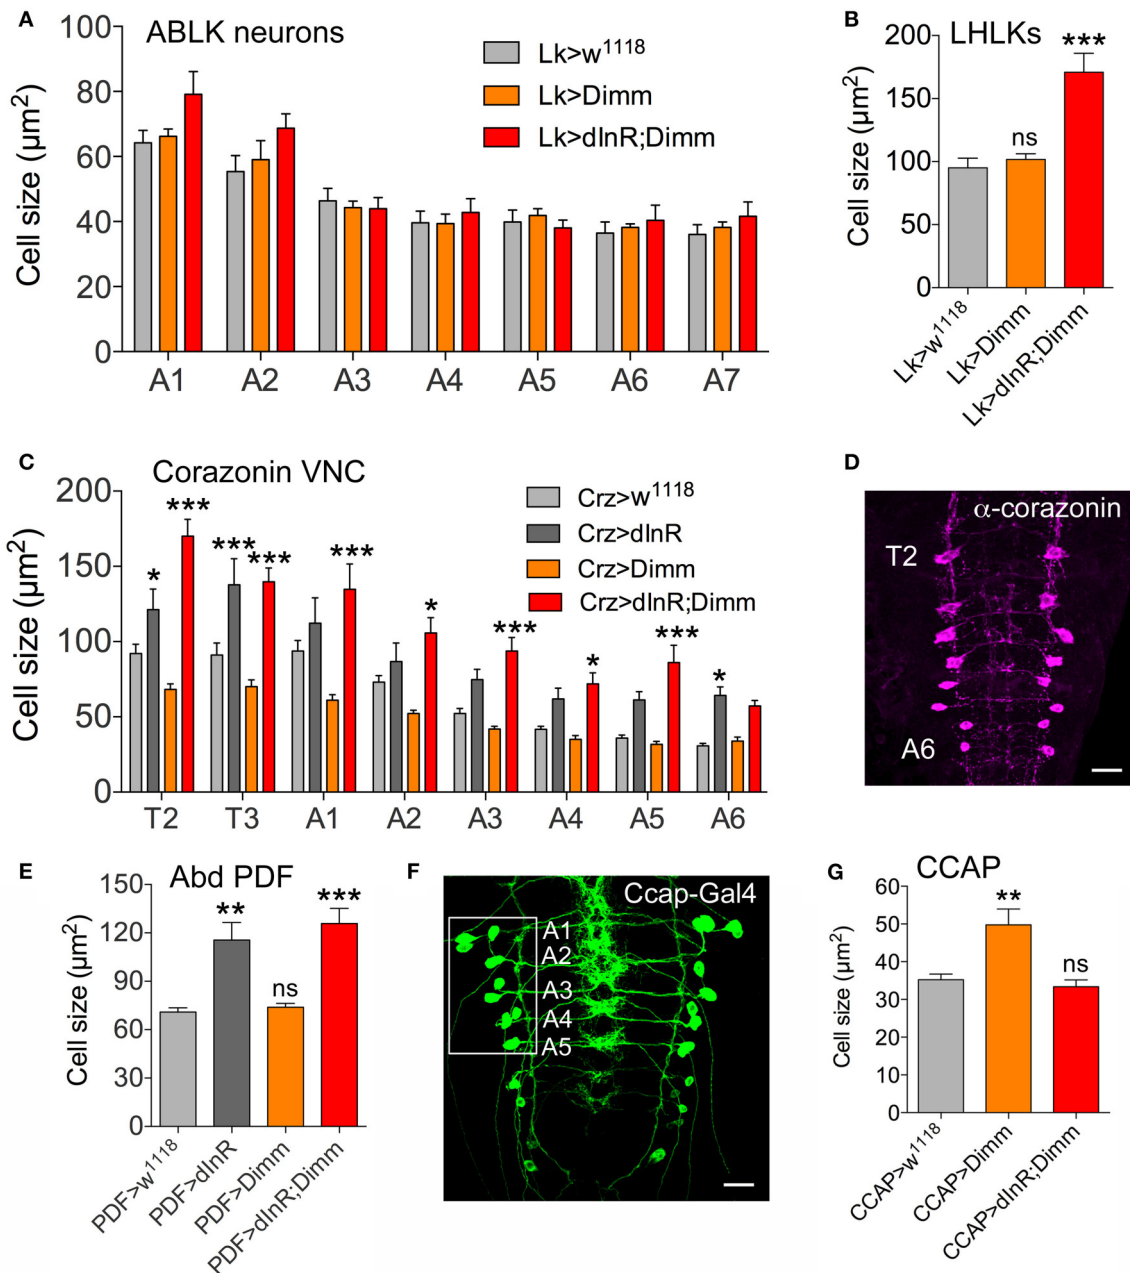 A
ABLK neurons
Lk>w1118
Lk>Dimm
Lk>dInR;Dimm
Cell size (µm2)
100
80
60
40
20
0
A1 A2 A3 A4 A5 A6 A7
B
LHLKs
***
ns
Cell size (µm2)
200
150
100
50
0
Lk>w1118
Lk>Dimm
Lk>dInR;Dimm
C
Corazonin VNC
Crz>w1118
Crz>dInR
Crz>Dimm
Crz>dInR;Dimm
Cell size (µm2)
200
150
100
50
0
* *** *** *** *** * *** * *** *
T2 T3 A1 A2 A3 A4 A5 A6
D
α-corazonin
T2
A6
E
Abd PDF
** ns ***
Cell size (µm2)
150
120
90
60
30
0
PDF>w1118
PDF>dInR
PDF>Dimm
PDF>dInR;Dimm
F
Ccap-Gal4
A1
A2
A3
A4
A5
G
CCAP
**
ns
Cell size (µm2)
60
50
40
30
20
10
0
CCAP>w1118
CCAP>Dimm
CCAP>dInR;Dimm